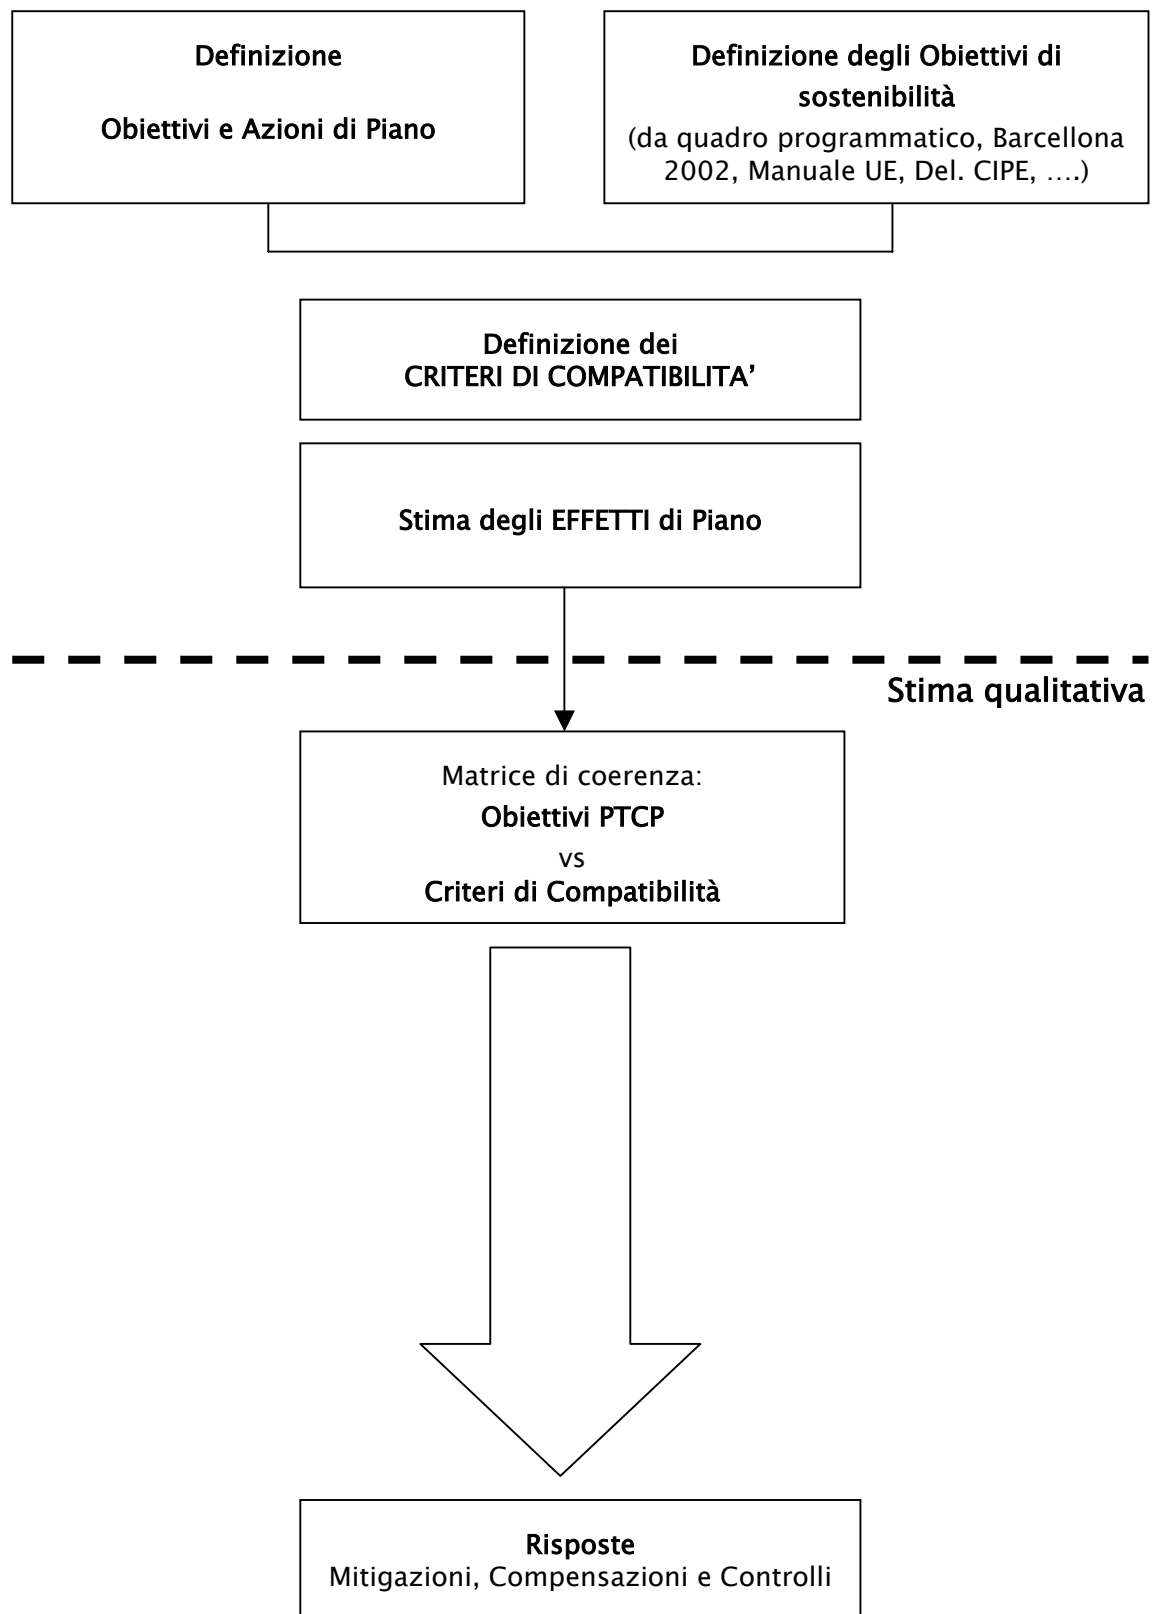 Definizione
Obiettivi e Azioni di Piano
Definizione degli Obiettivi di
sostenibilità
(da quadro programmatico, Barcellona
2002, Manuale UE, Del. CIPE, ….)
Definizione dei
CRITERI DI COMPATIBILITA’
Stima degli EFFETTI di Piano
Stima qualitativa
Matrice di coerenza:
Obiettivi PTCP
vs
Criteri di Compatibilità
Risposte
Mitigazioni, Compensazioni e Controlli